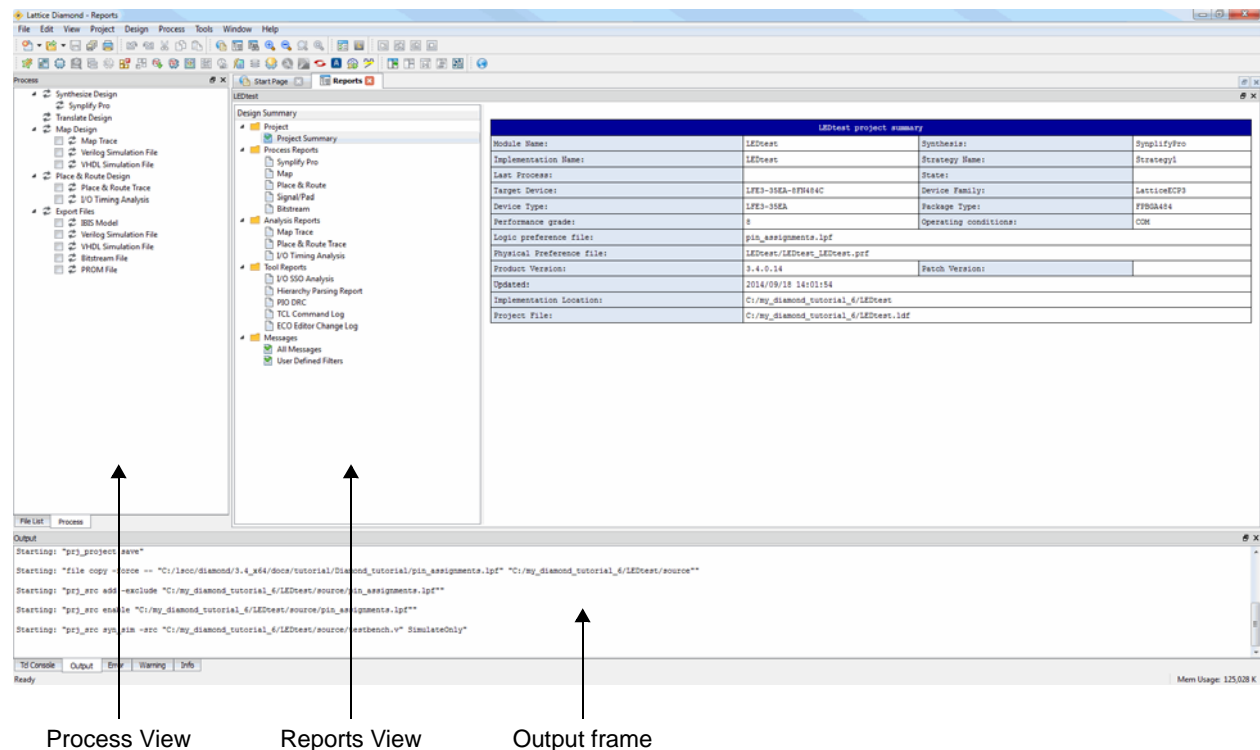 Lattice Diamond - Reports
File Edit View Project Design Process Tools Window Help
Process
Start Page Reports
LEDtest
Synthesize Design
Synplify Pro
Translate Design
Map Design
Map Trace
Verilog Simulation File
VHDL Simulation File
Place & Route Design
Place & Route Trace
I/O Timing Analysis
Export Files
IBIS Model
Verilog Simulation File
VHDL Simulation File
Bitstream File
PROM File
File List Process
Design Summary
Project
Project Summary
Process Reports
Synplify Pro
Map
Place & Route
Signal/Pad
Bitstream
Analysis Reports
Map Trace
Place & Route Trace
I/O Timing Analysis
Tool Reports
I/O SSO Analysis
Hierarchy Parsing Report
PIO DRC
TCL Command Log
ECO Editor Change Log
Messages
All Messages
User Defined Filters
LEDtest project summary
Module Name: LEDtest Synthesis: SynplifyPro
Implementation Name: LEDtest Strategy Name: Strategy1
Last Process: State:
Target Device: LFE3-35EA-8FN484C Device Family: LatticeECP3
Device Type: LFE3-35EA Package Type: FPBGA484
Performance grade: 8 Operating conditions: COM
Logic preference file: pin_assignments.lpf
Physical Preference file: LEDtest/LEDtest_LEDtest.prf
Product Version: 3.4.0.14 Patch Version:
Updated: 2014/09/18 14:01:54
Implementation Location: C:/my_diamond_tutorial_6/LEDtest
Project File: C:/my_diamond_tutorial_6/LEDtest.ldf
Output
Starting: "prj_project save"
Starting: "file copy -force -- "C:/lscc/diamond/3.4_x64/docs/tutorial/Diamond_tutorial/pin_assignments.lpf" "C:/my_diamond_tutorial_6/LEDtest/source""
Starting: "prj_src add -exclude "C:/my_diamond_tutorial_6/LEDtest/source/pin_assignments.lpf""
Starting: "prj_src enable "C:/my_diamond_tutorial_6/LEDtest/source/pin_assignments.lpf""
Starting: "prj_src syn_sim -src "C:/my_diamond_tutorial_6/LEDtest/source/testbench.v" SimulateOnly"
Tcl Console Output Error Warning Info
Ready Mem Usage: 125,028 K
Process View Reports View Output frame